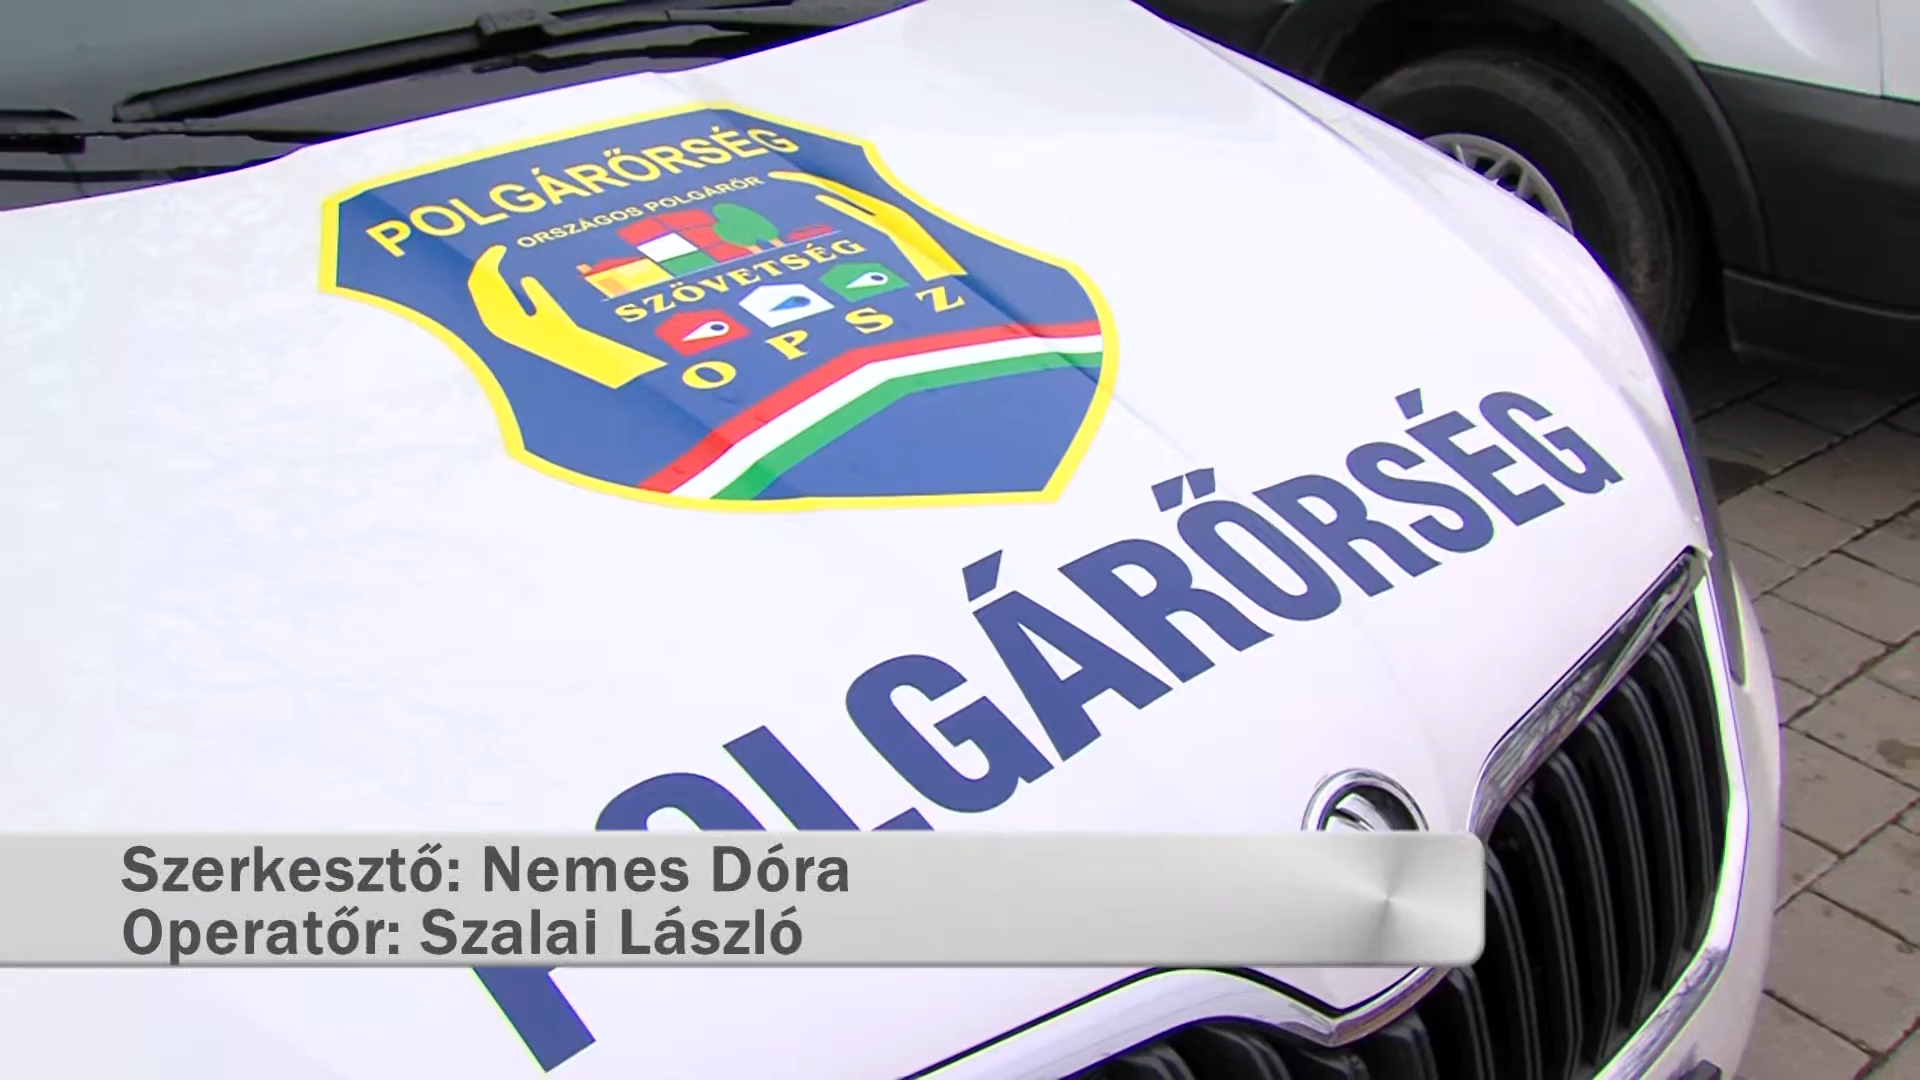 POLGÁRŐRSÉG
ORSZÁGOS POLGÁRŐR
SZÖVETSÉG
O P S Z
POLGÁRŐRSÉG
Szerkesztő: Nemes Dóra
Operatőr: Szalai László